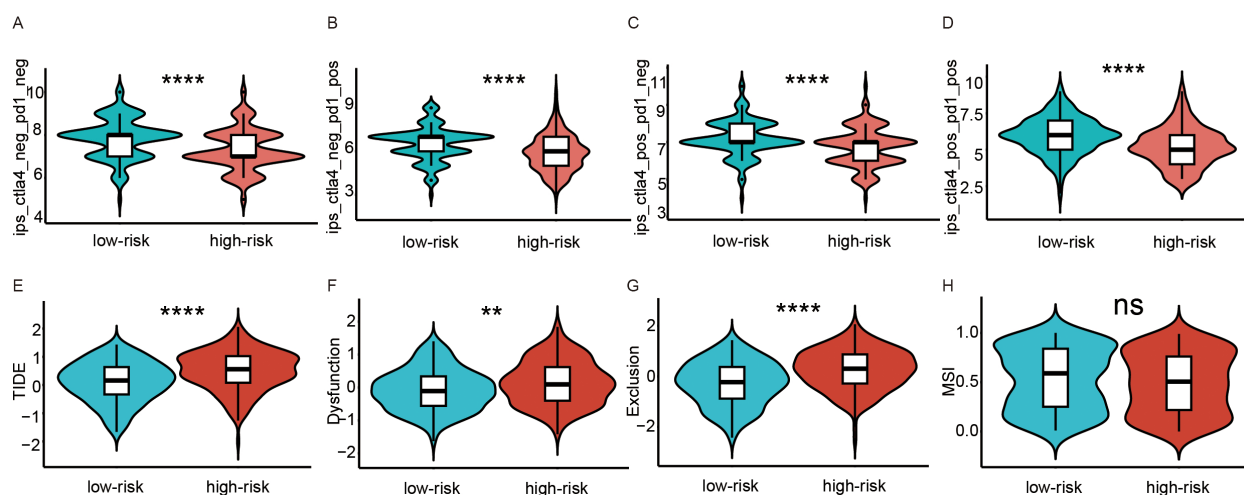 A
ips_ctla4_neg_pd1_neg
10
8
6
4
****
low-risk
high-risk
B
ips_ctla4_neg_pd1_pos
9
6
3
****
low-risk
high-risk
C
ips_ctla4_pos_pd1_neg
11
9
7
5
3
****
low-risk
high-risk
D
ips_ctla4_pos_pd1_pos
10
7.5
5
2.5
****
low-risk
high-risk
E
TIDE
2
1
0
−1
−2
****
low-risk
high-risk
F
Dysfunction
2
1
0
−1
−2
**
low-risk
high-risk
G
Exclusion
2
0
−2
****
low-risk
high-risk
H
MSI
1.0
0.5
0.0
ns
low-risk
high-risk